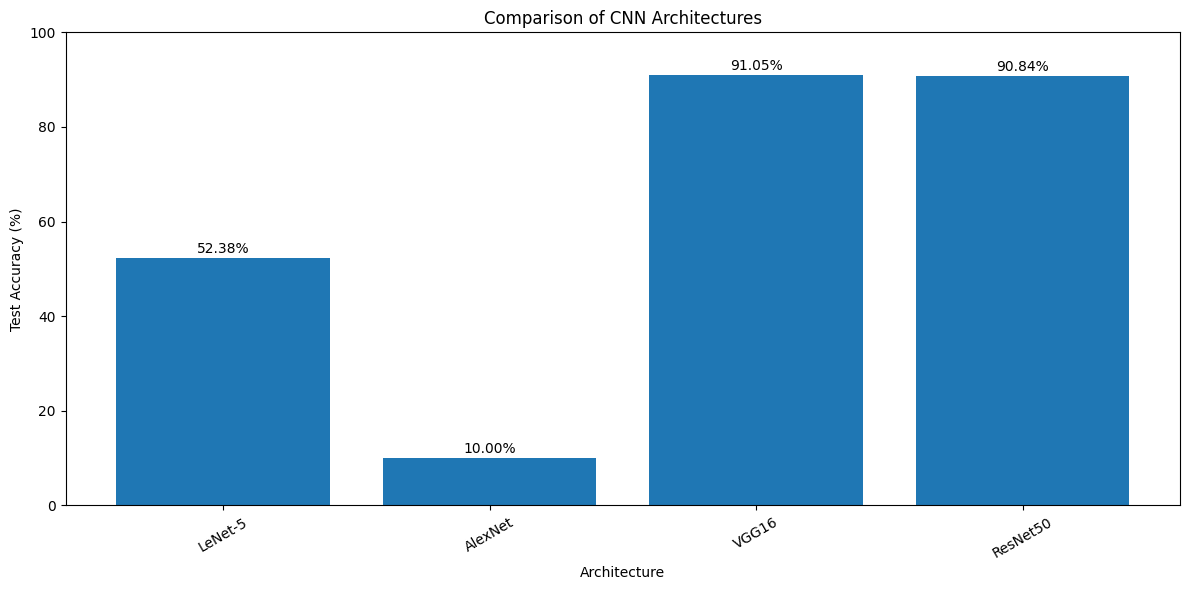 Comparison of CNN Architectures
100
80
60
40
20
0
Test Accuracy (%)
52.38%
10.00%
91.05%
90.84%
LeNet-5
AlexNet
VGG16
ResNet50
Architecture